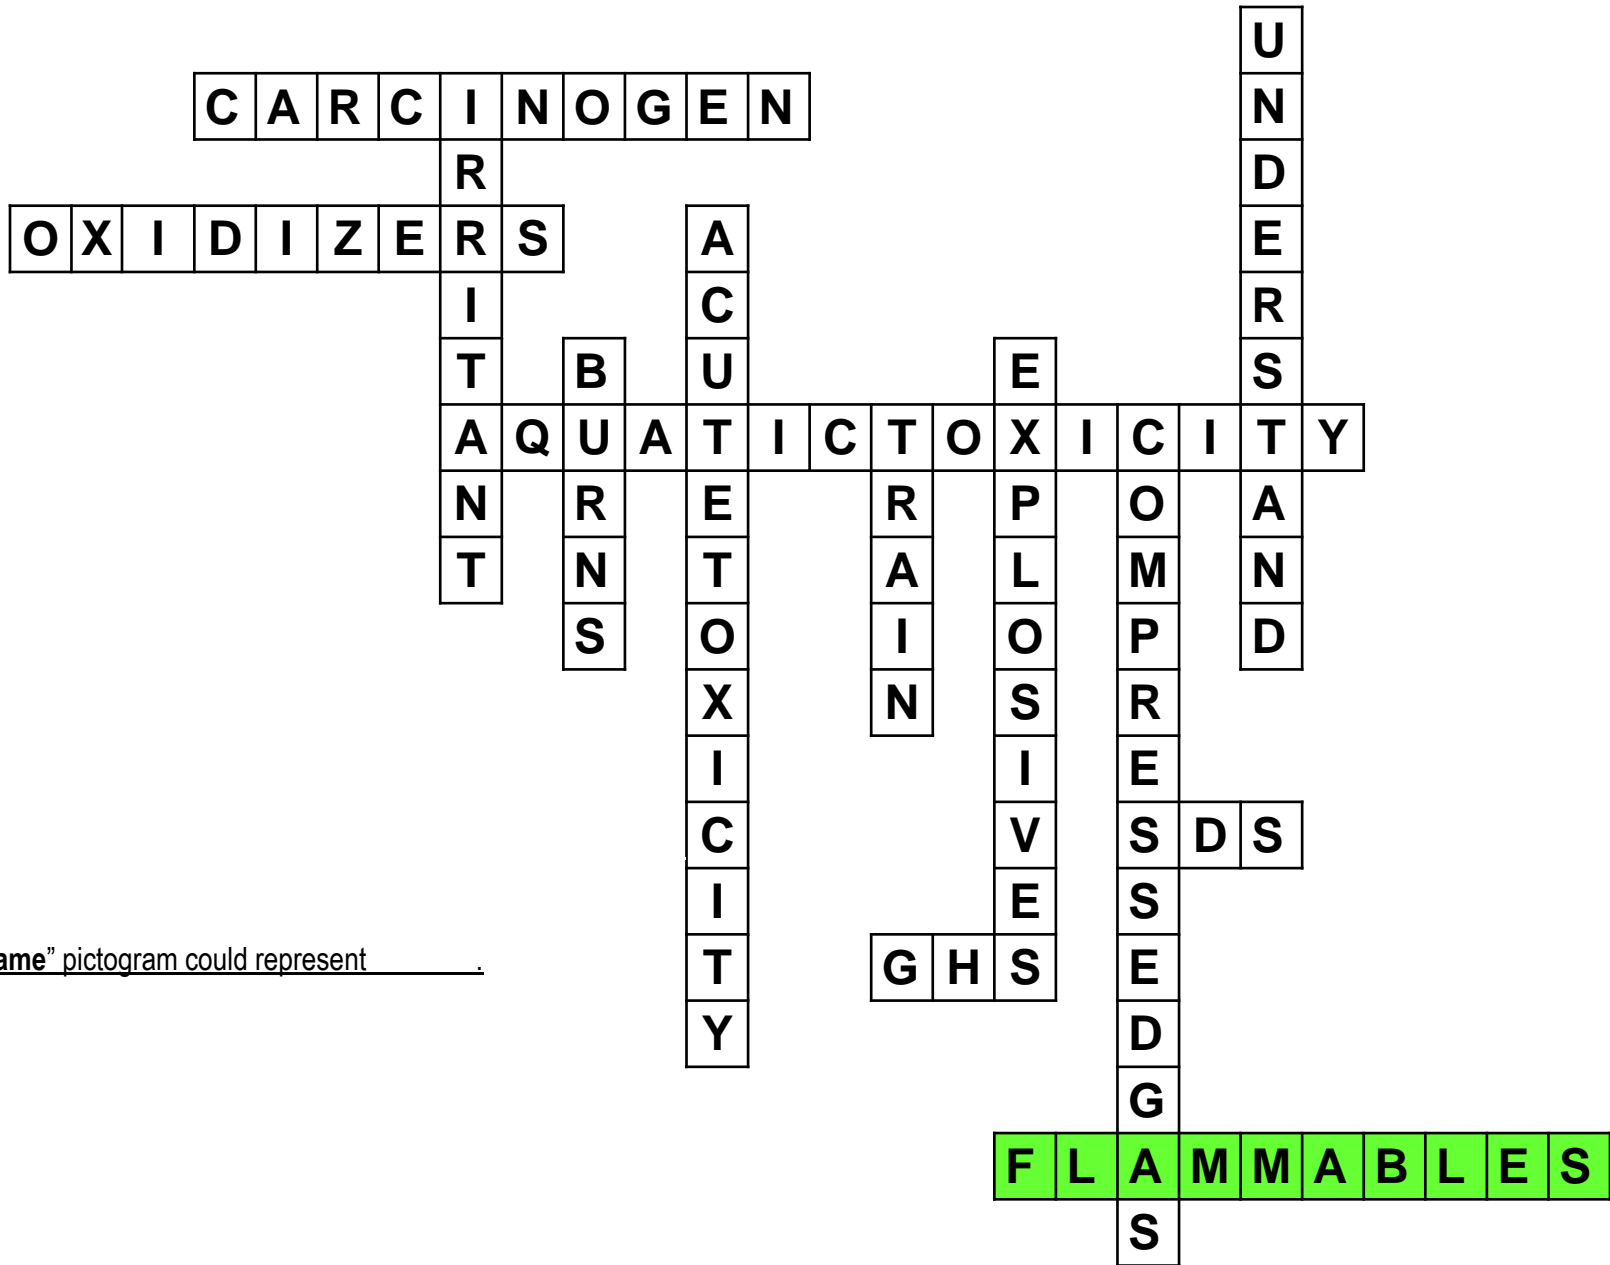 CARCINOGEN
OXIDIZERS
AQUATICTOXICITY
SDS
GHS
FLAMMABLES
IRRITANT
BURNS
ACUTETOXICITY
TRAIN
EXPLOSIVES
COMPRESSEDGAS
UNDERSTAND
ame” pictogram could represent .